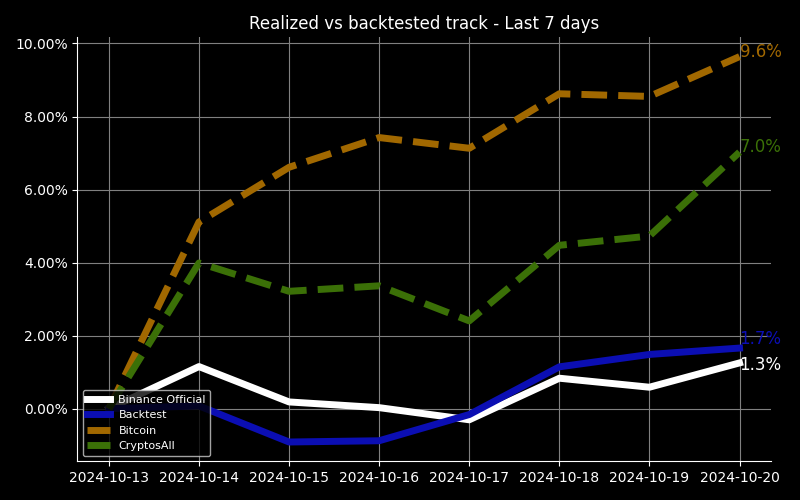 Realized vs backtested track - Last 7 days
10.00%
8.00%
6.00%
4.00%
2.00%
0.00%
9.6%
7.0%
1.7%
1.3%
Binance Official
Backtest
Bitcoin
CryptosAll
2024-10-13 2024-10-14 2024-10-15 2024-10-16 2024-10-17 2024-10-18 2024-10-19 2024-10-20